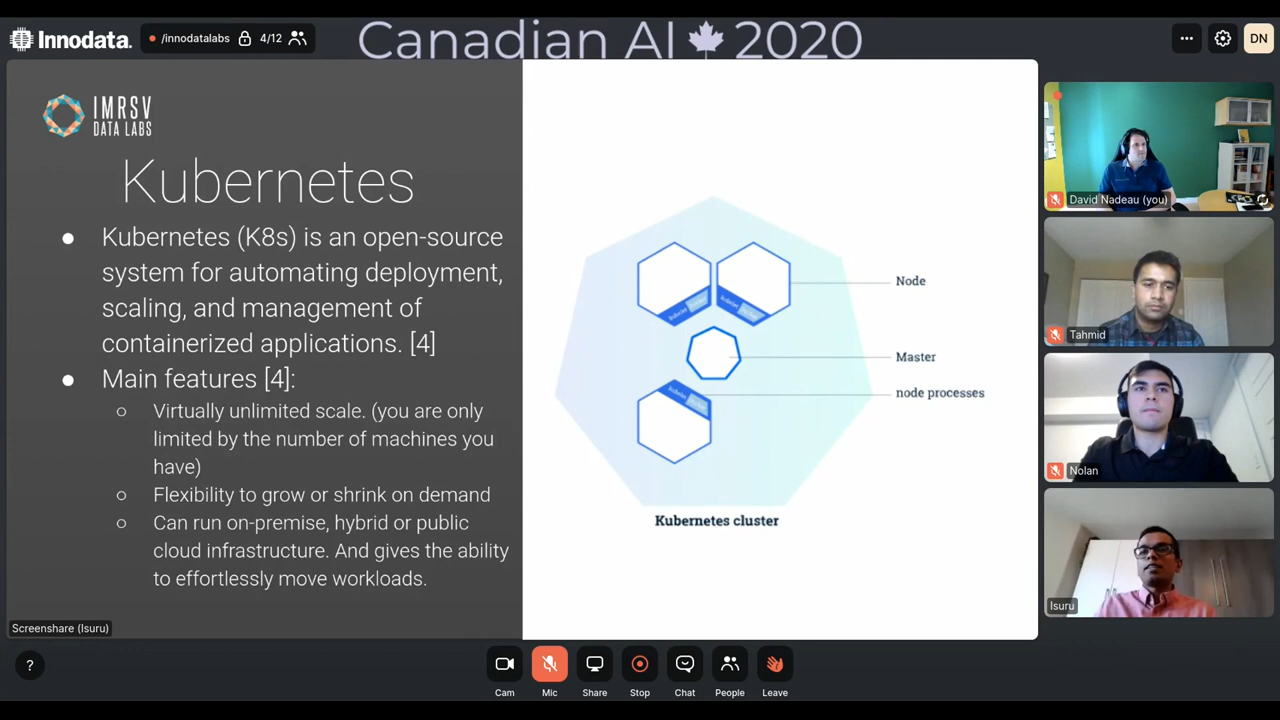 Innodata.
/innodatalabs
4/12
Canadian AI 2020
DN
IMRSV
DATA LABS
Kubernetes
● Kubernetes (K8s) is an open-source
system for automating deployment,
scaling, and management of
containerized applications. [4]
● Main features [4]:
○ Virtually unlimited scale. (you are only
limited by the number of machines you
have)
○ Flexibility to grow or shrink on demand
○ Can run on-premise, hybrid or public
cloud infrastructure. And gives the ability
to effortlessly move workloads.
Screenshare (Isuru)
Node
Master
node processes
Kubernetes cluster
David Nadeau (you)
Tahmid
Nolan
Isuru
?
Cam
Mic
Share
Stop
Chat
People
Leave